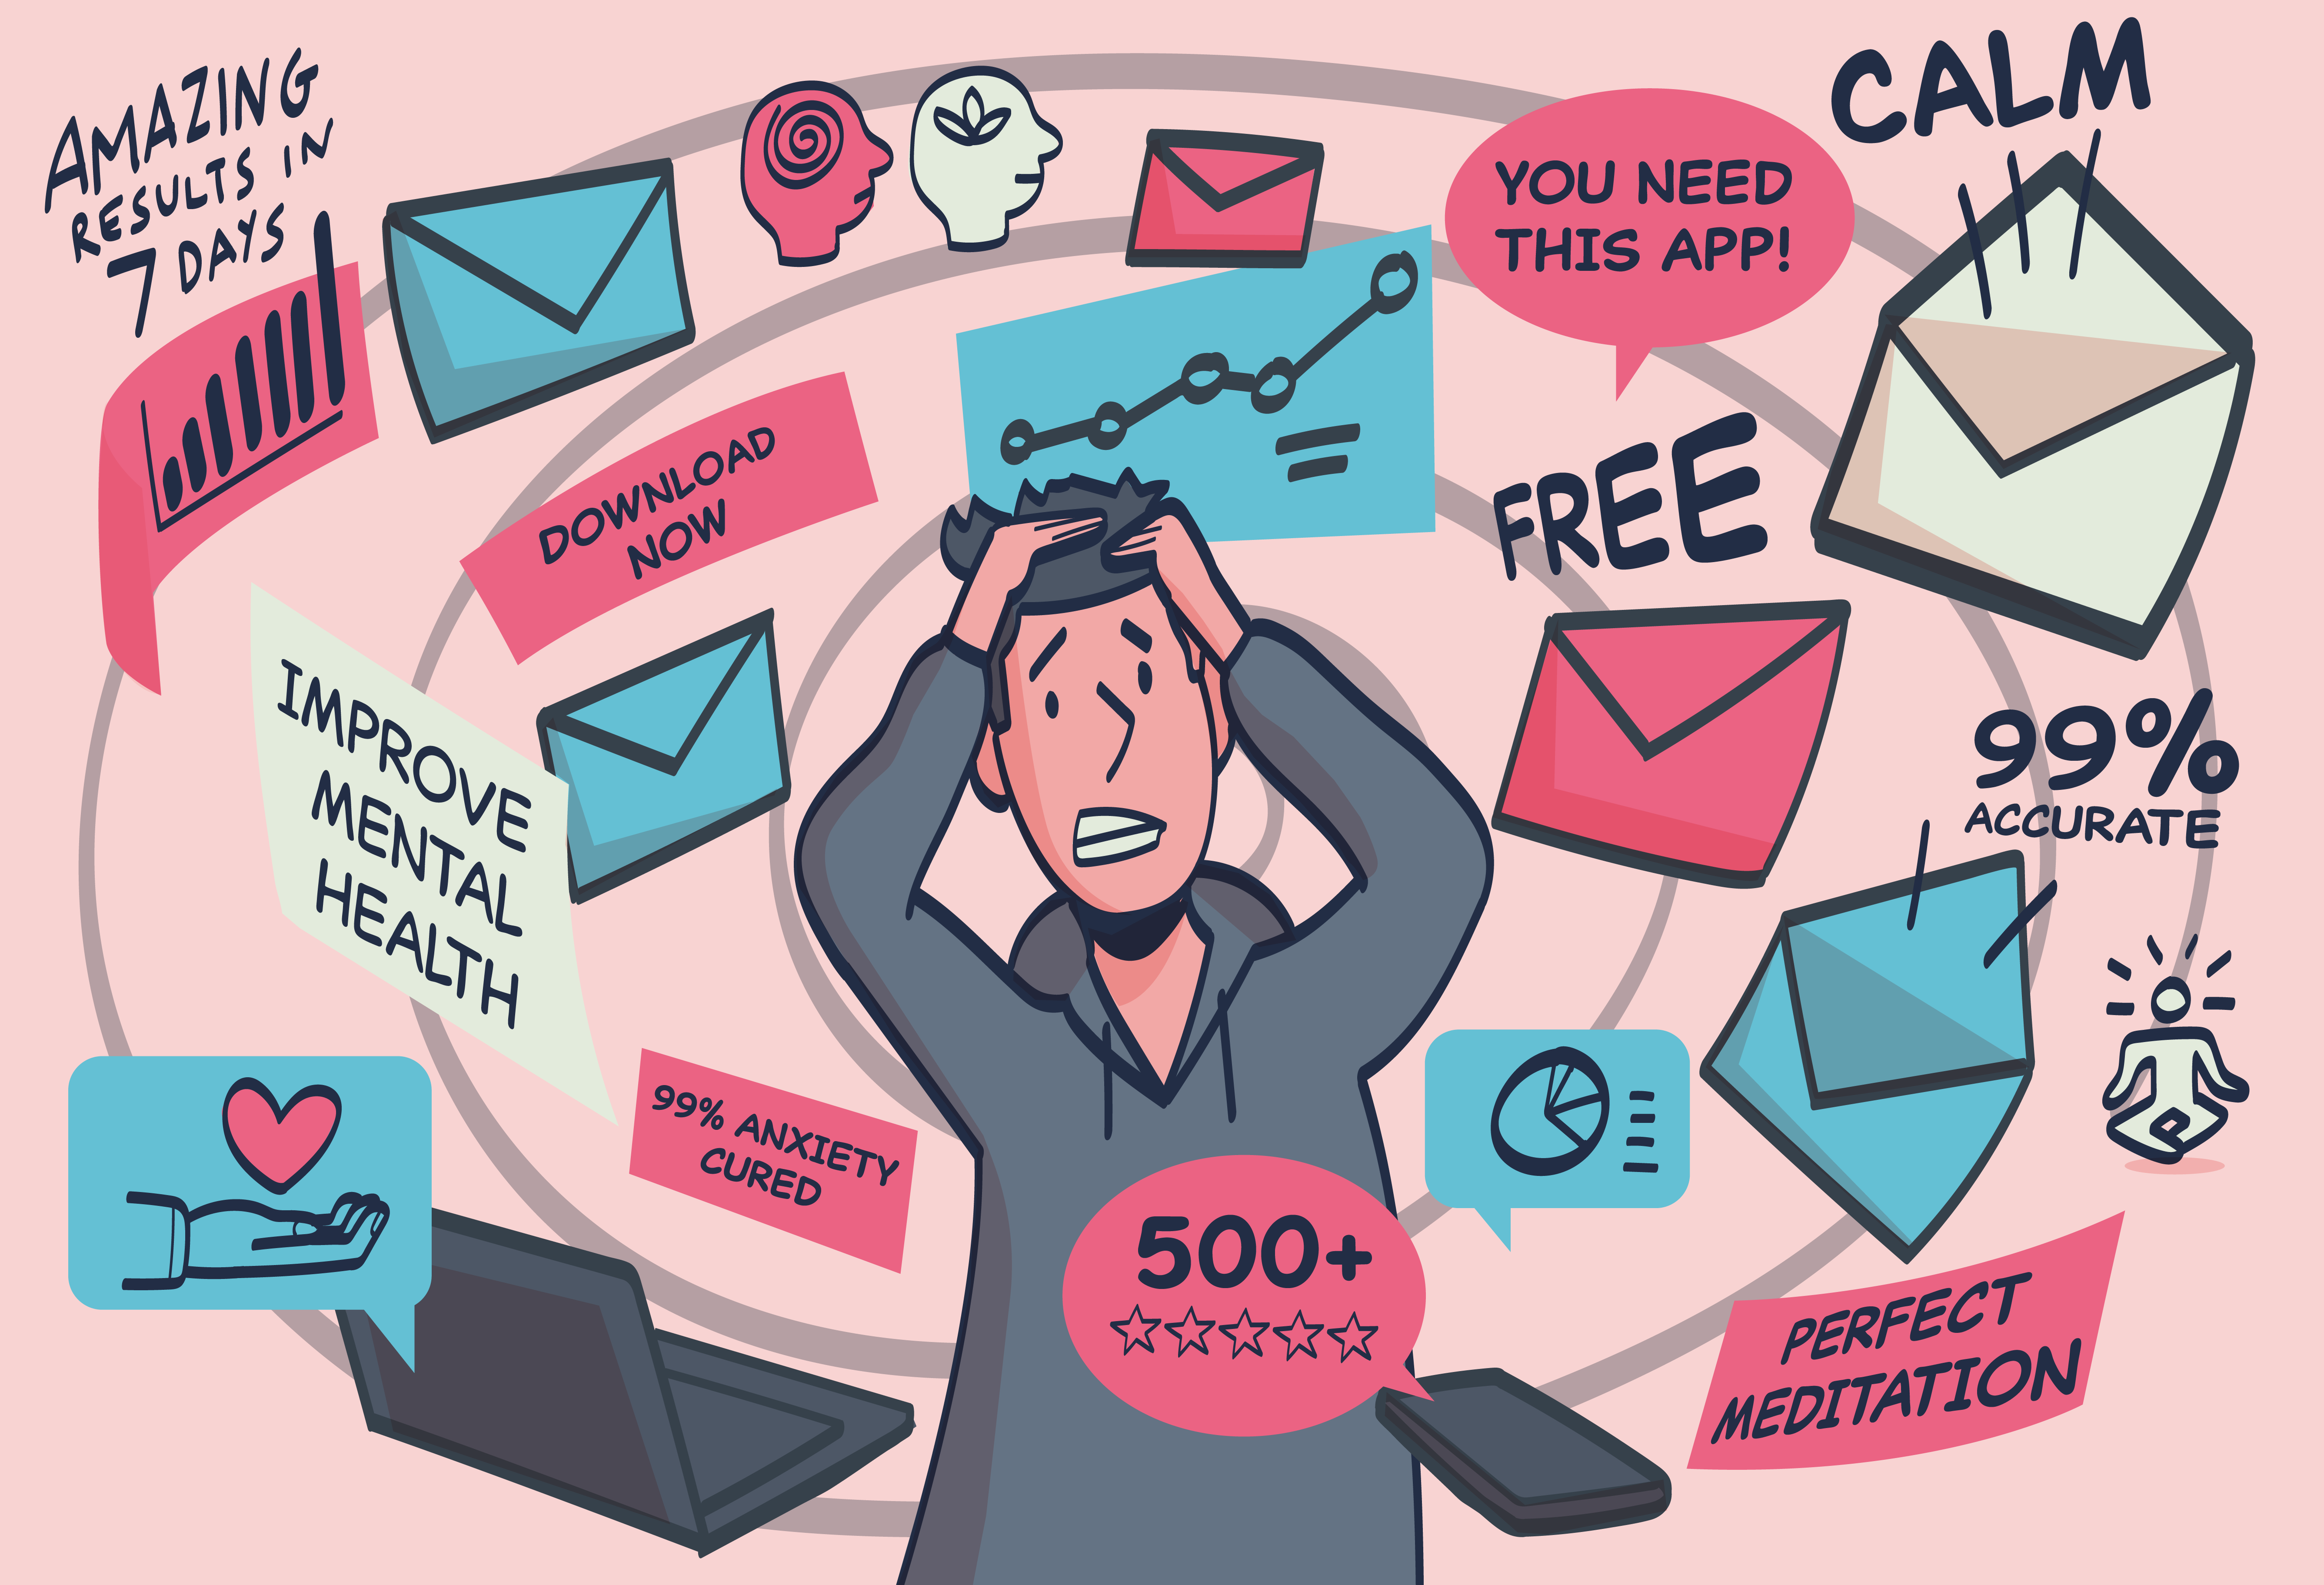 AMAZING
RESULTS IN
7 DAYS
CALM
YOU NEED
THIS APP!
DOWNLOAD
NOW
FREE
IMPROVE
MENTAL
HEALTH
99%
ACCURATE
99% ANXIETY
CURED
500+
PERFECT
MEDITATION